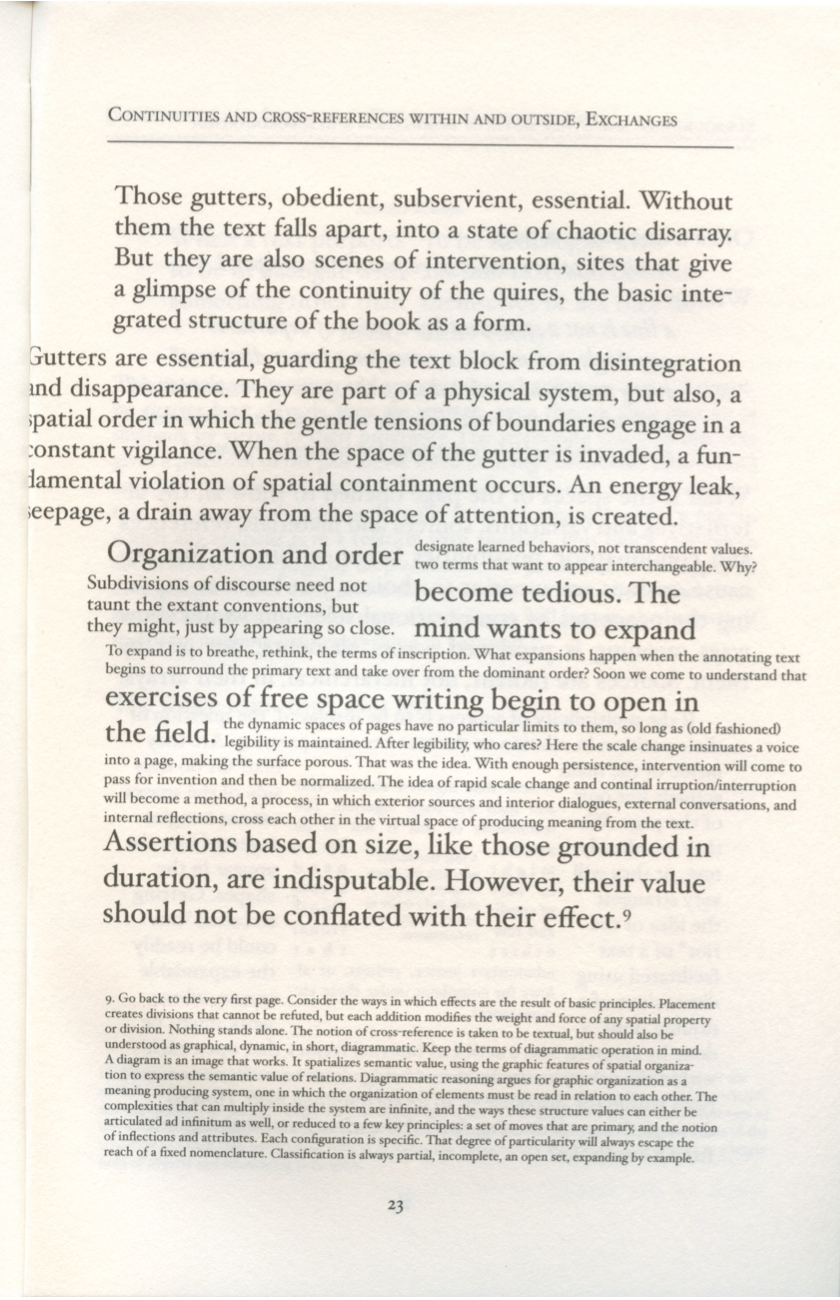 CONTINUITIES AND CROSS-REFERENCES WITHIN AND OUTSIDE, EXCHANGES
Those gutters, obedient, subservient, essential. Without
them the text falls apart, into a state of chaotic disarray.
But they are also scenes of intervention, sites that give
a glimpse of the continuity of the quires, the basic inte-
grated structure of the book as a form.
Gutters are essential, guarding the text block from disintegration
and disappearance. They are part of a physical system, but also, a
spatial order in which the gentle tensions of boundaries engage in a
constant vigilance. When the space of the gutter is invaded, a fun-
damental violation of spatial containment occurs. An energy leak,
seepage, a drain away from the space of attention, is created.
Organization and order
designate learned behaviors, not transcendent values.
two terms that want to appear interchangeable. Why?
Subdivisions of discourse need not
taunt the extant conventions, but
they might, just by appearing so close.
become tedious. The
mind wants to expand
To expand is to breathe, rethink, the terms of inscription. What expansions happen when the annotating text
begins to surround the primary text and take over from the dominant order? Soon we come to understand that
exercises of free space writing begin to open in
the field.
the dynamic spaces of pages have no particular limits to them, so long as (old fashioned)
legibility is maintained. After legibility, who cares? Here the scale change insinuates a voice
into a page, making the surface porous. That was the idea. With enough persistence, intervention will come to
pass for invention and then be normalized. The idea of rapid scale change and continal irruption/interruption
will become a method, a process, in which exterior sources and interior dialogues, external conversations, and
internal reflections, cross each other in the virtual space of producing meaning from the text.
Assertions based on size, like those grounded in
duration, are indisputable. However, their value
should not be conflated with their effect.9
9. Go back to the very first page. Consider the ways in which effects are the result of basic principles. Placement
creates divisions that cannot be refuted, but each addition modifies the weight and force of any spatial property
or division. Nothing stands alone. The notion of cross-reference is taken to be textual, but should also be
understood as graphical, dynamic, in short, diagrammatic. Keep the terms of diagrammatic operation in mind.
A diagram is an image that works. It spatializes semantic value, using the graphic features of spatial organiza-
tion to express the semantic value of relations. Diagrammatic reasoning argues for graphic organization as a
meaning producing system, one in which the organization of elements must be read in relation to each other. The
complexities that can multiply inside the system are infinite, and the ways these structure values can either be
articulated ad infinitum as well, or reduced to a few key principles: a set of moves that are primary, and the notion
of inflections and attributes. Each configuration is specific. That degree of particularity will always escape the
reach of a fixed nomenclature. Classification is always partial, incomplete, an open set, expanding by example.
23